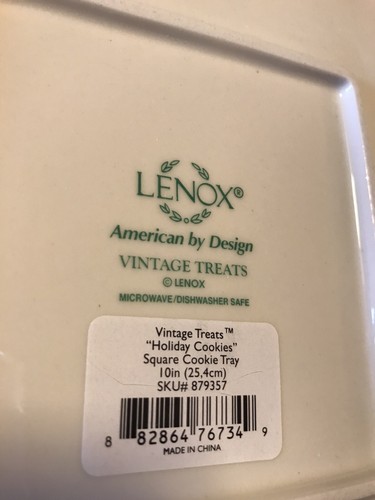 LENOX®
American by Design
VINTAGE TREATS
© LENOX
MICROWAVE/DISHWASHER SAFE
Vintage Treats™
"Holiday Cookies"
Square Cookie Tray
10in (25,4cm)
SKU# 879357
8 82864 76734 9
MADE IN CHINA